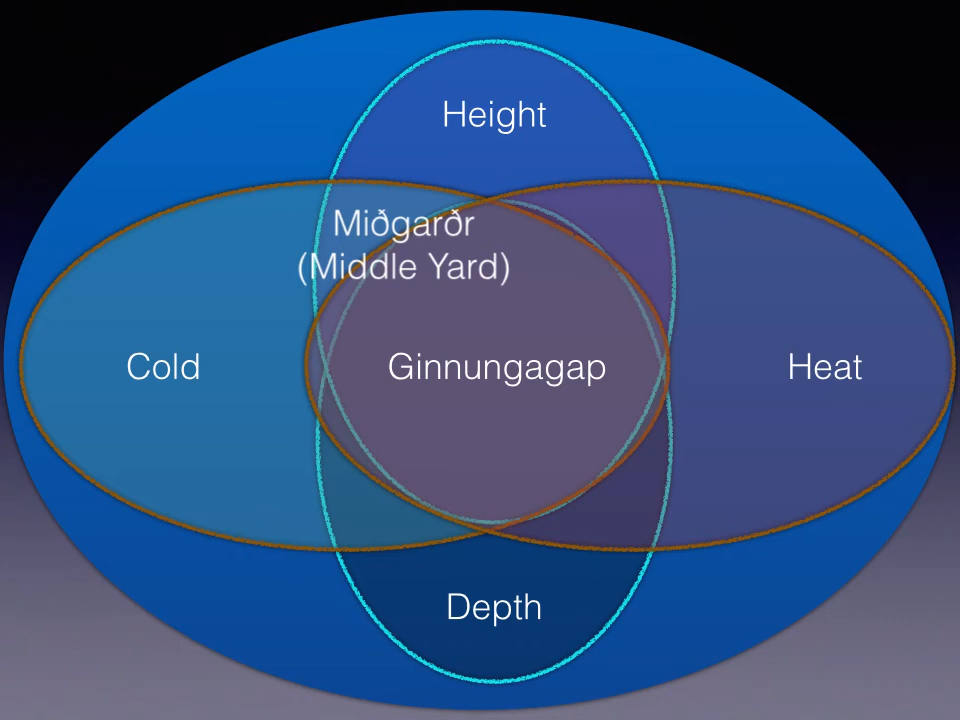 Height
Miðgarðr
(Middle Yard)
Cold
Ginnungagap
Heat
Depth